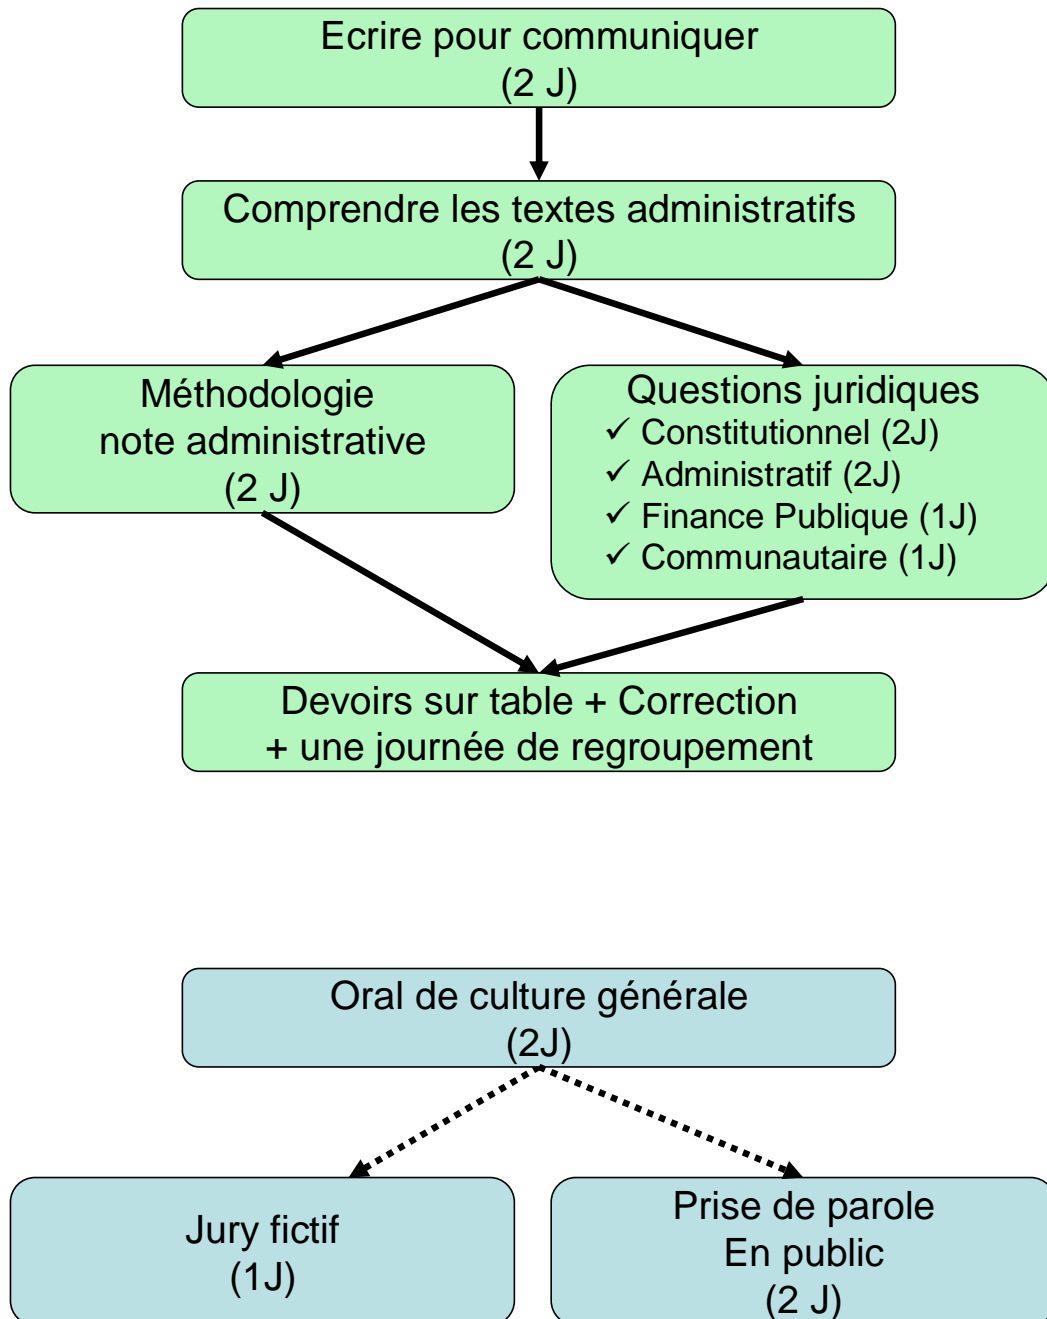 Ecrire pour communiquer
(2 J)
Comprendre les textes administratifs
(2 J)
Méthodologie
note administrative
(2 J)
Questions juridiques
✓ Constitutionnel (2J)
✓ Administratif (2J)
✓ Finance Publique (1J)
✓ Communautaire (1J)
Devoirs sur table + Correction
+ une journée de regroupement
Oral de culture générale
(2J)
Jury fictif
(1J)
Prise de parole
En public
(2 J)